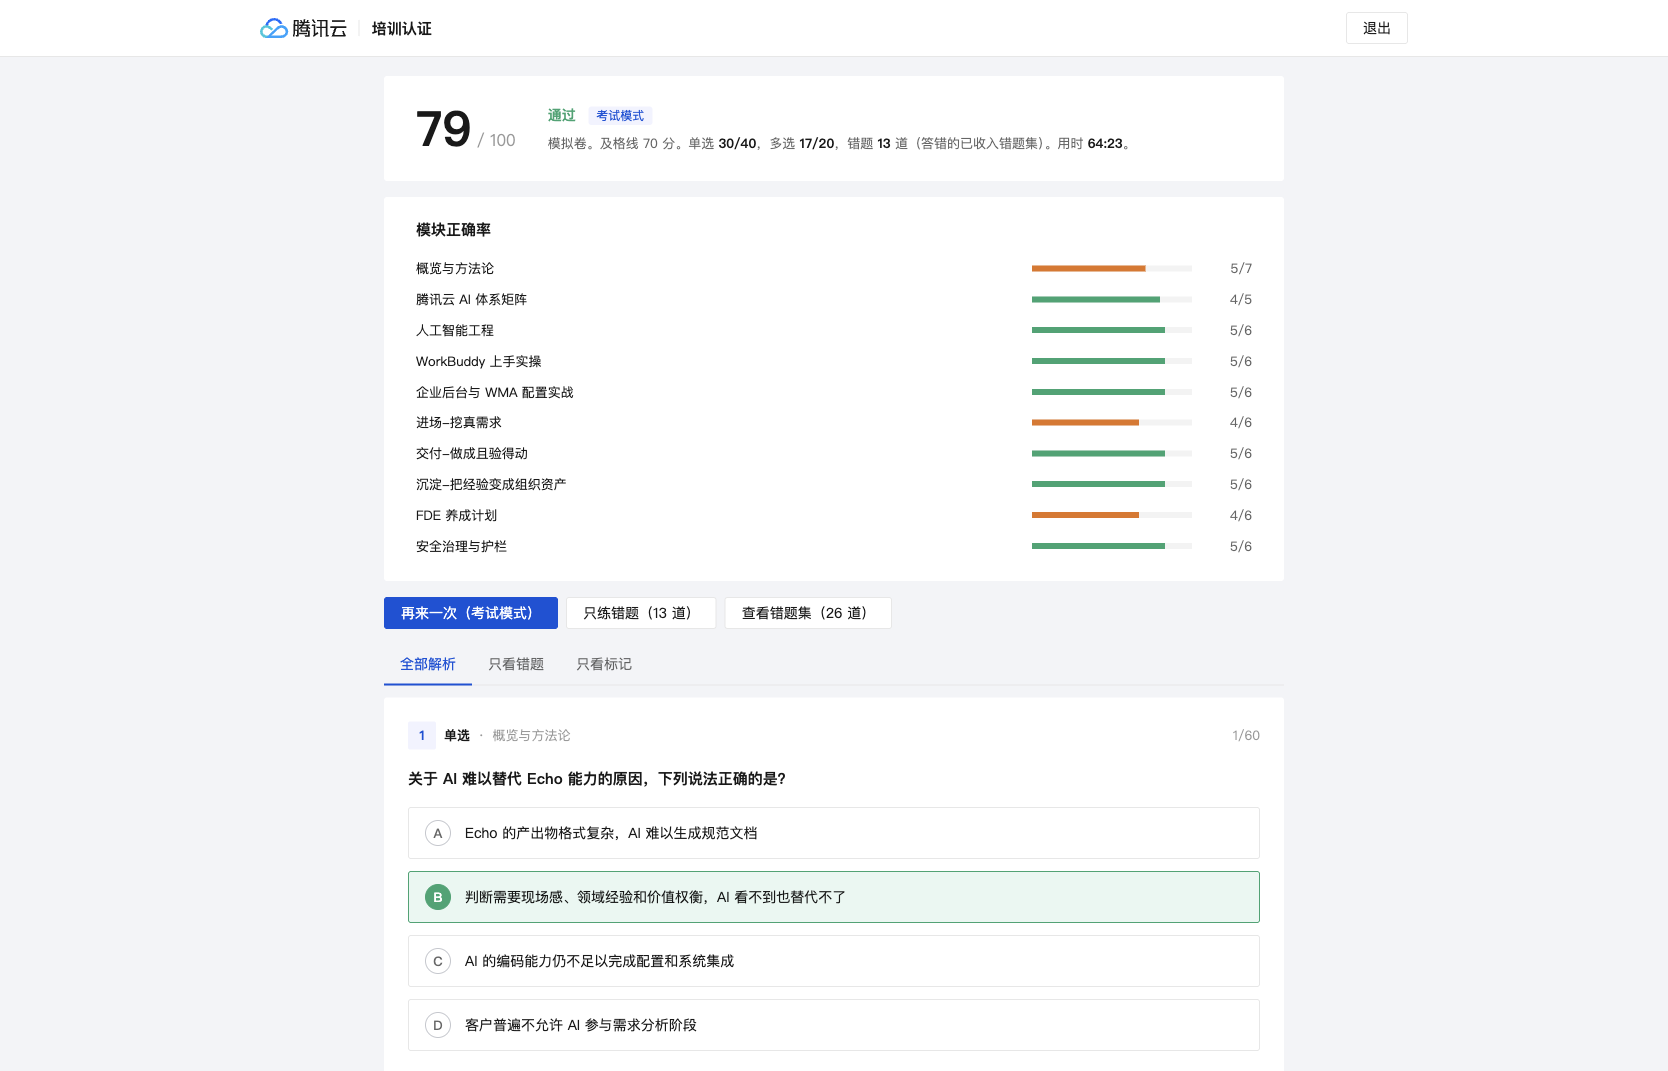 腾讯云 培训认证 退出
79 / 100
通过 考试模式
模拟卷。及格线 70 分。单选 30/40，多选 17/20，错题 13 道（答错的已收入错题集）。用时 64:23。
模块正确率
概览与方法论 5/7
腾讯云 AI 体系矩阵 4/5
人工智能工程 5/6
WorkBuddy 上手实操 5/6
企业后台与 WMA 配置实战 5/6
进场-挖真需求 4/6
交付-做成且验得动 5/6
沉淀-把经验变成组织资产 5/6
FDE 养成计划 4/6
安全治理与护栏 5/6
再来一次（考试模式） 只练错题（13 道） 查看错题集（26 道）
全部解析 只看错题 只看标记
1 单选 · 概览与方法论 1/60
关于 AI 难以替代 Echo 能力的原因，下列说法正确的是？
A Echo 的产出物格式复杂，AI 难以生成规范文档
B 判断需要现场感、领域经验和价值权衡，AI 看不到也替代不了
C AI 的编码能力仍不足以完成配置和系统集成
D 客户普遍不允许 AI 参与需求分析阶段